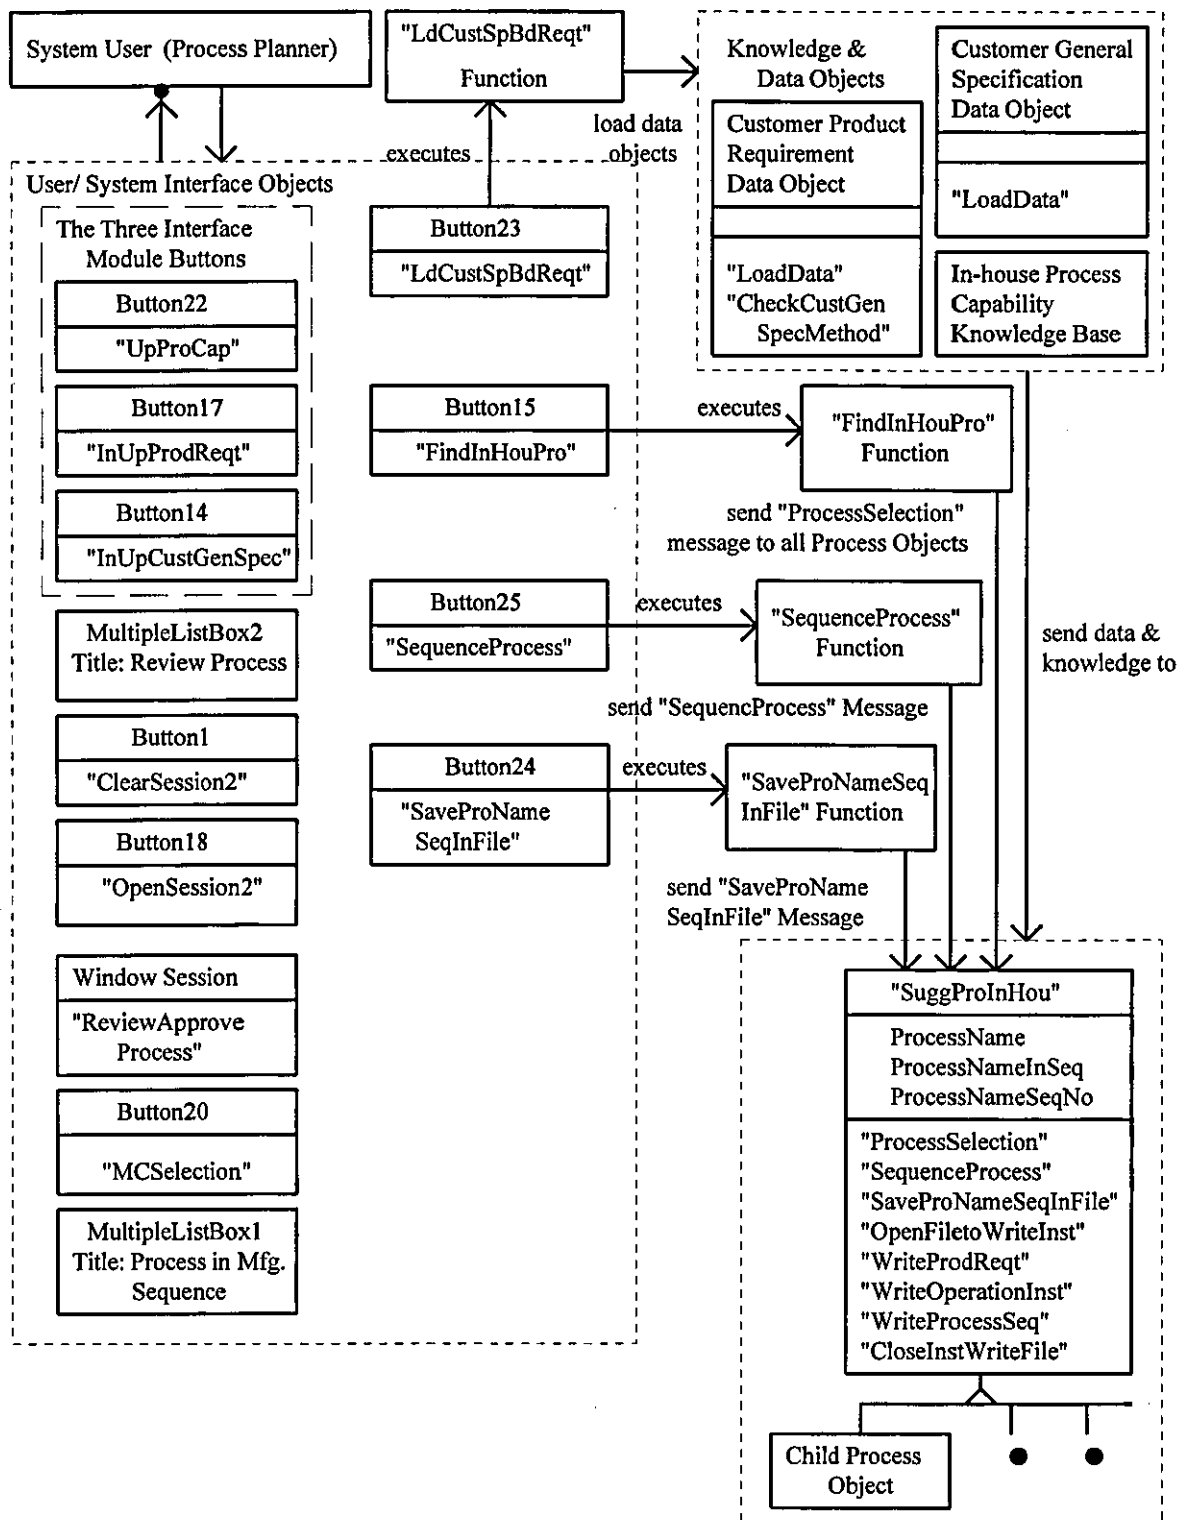 System User (Process Planner)
"LdCustSpBdReqt"
Function
Knowledge &
Data Objects
Customer Product
Requirement
Data Object
"LoadData"
"CheckCustGen
SpecMethod"
Customer General
Specification
Data Object
"LoadData"
In-house Process
Capability
Knowledge Base
load data
objects
executes
User/ System Interface Objects
The Three Interface
Module Buttons
Button22
"UpProCap"
Button17
"InUpProdReqt"
Button14
"InUpCustGenSpec"
MultipleListBox2
Title: Review Process
Button1
"ClearSession2"
Button18
"OpenSession2"
Window Session
"ReviewApprove
Process"
Button20
"MCSelection"
MultipleListBox1
Title: Process in Mfg.
Sequence
Button23
"LdCustSpBdReqt"
Button15
"FindInHouPro"
executes
"FindInHouPro"
Function
send "ProcessSelection"
message to all Process Objects
Button25
"SequenceProcess"
executes
"SequenceProcess"
Function
send "SequencProcess" Message
send data &
knowledge to
Button24
"SaveProName
SeqInFile"
executes
"SaveProNameSeq
InFile" Function
send "SaveProName
SeqInFile" Message
"SuggProInHou"
ProcessName
ProcessNameInSeq
ProcessNameSeqNo
"ProcessSelection"
"SequenceProcess"
"SaveProNameSeqInFile"
"OpenFiletoWriteInst"
"WriteProdReqt"
"WriteOperationInst"
"WriteProcessSeq"
"CloseInstWriteFile"
Child Process
Object